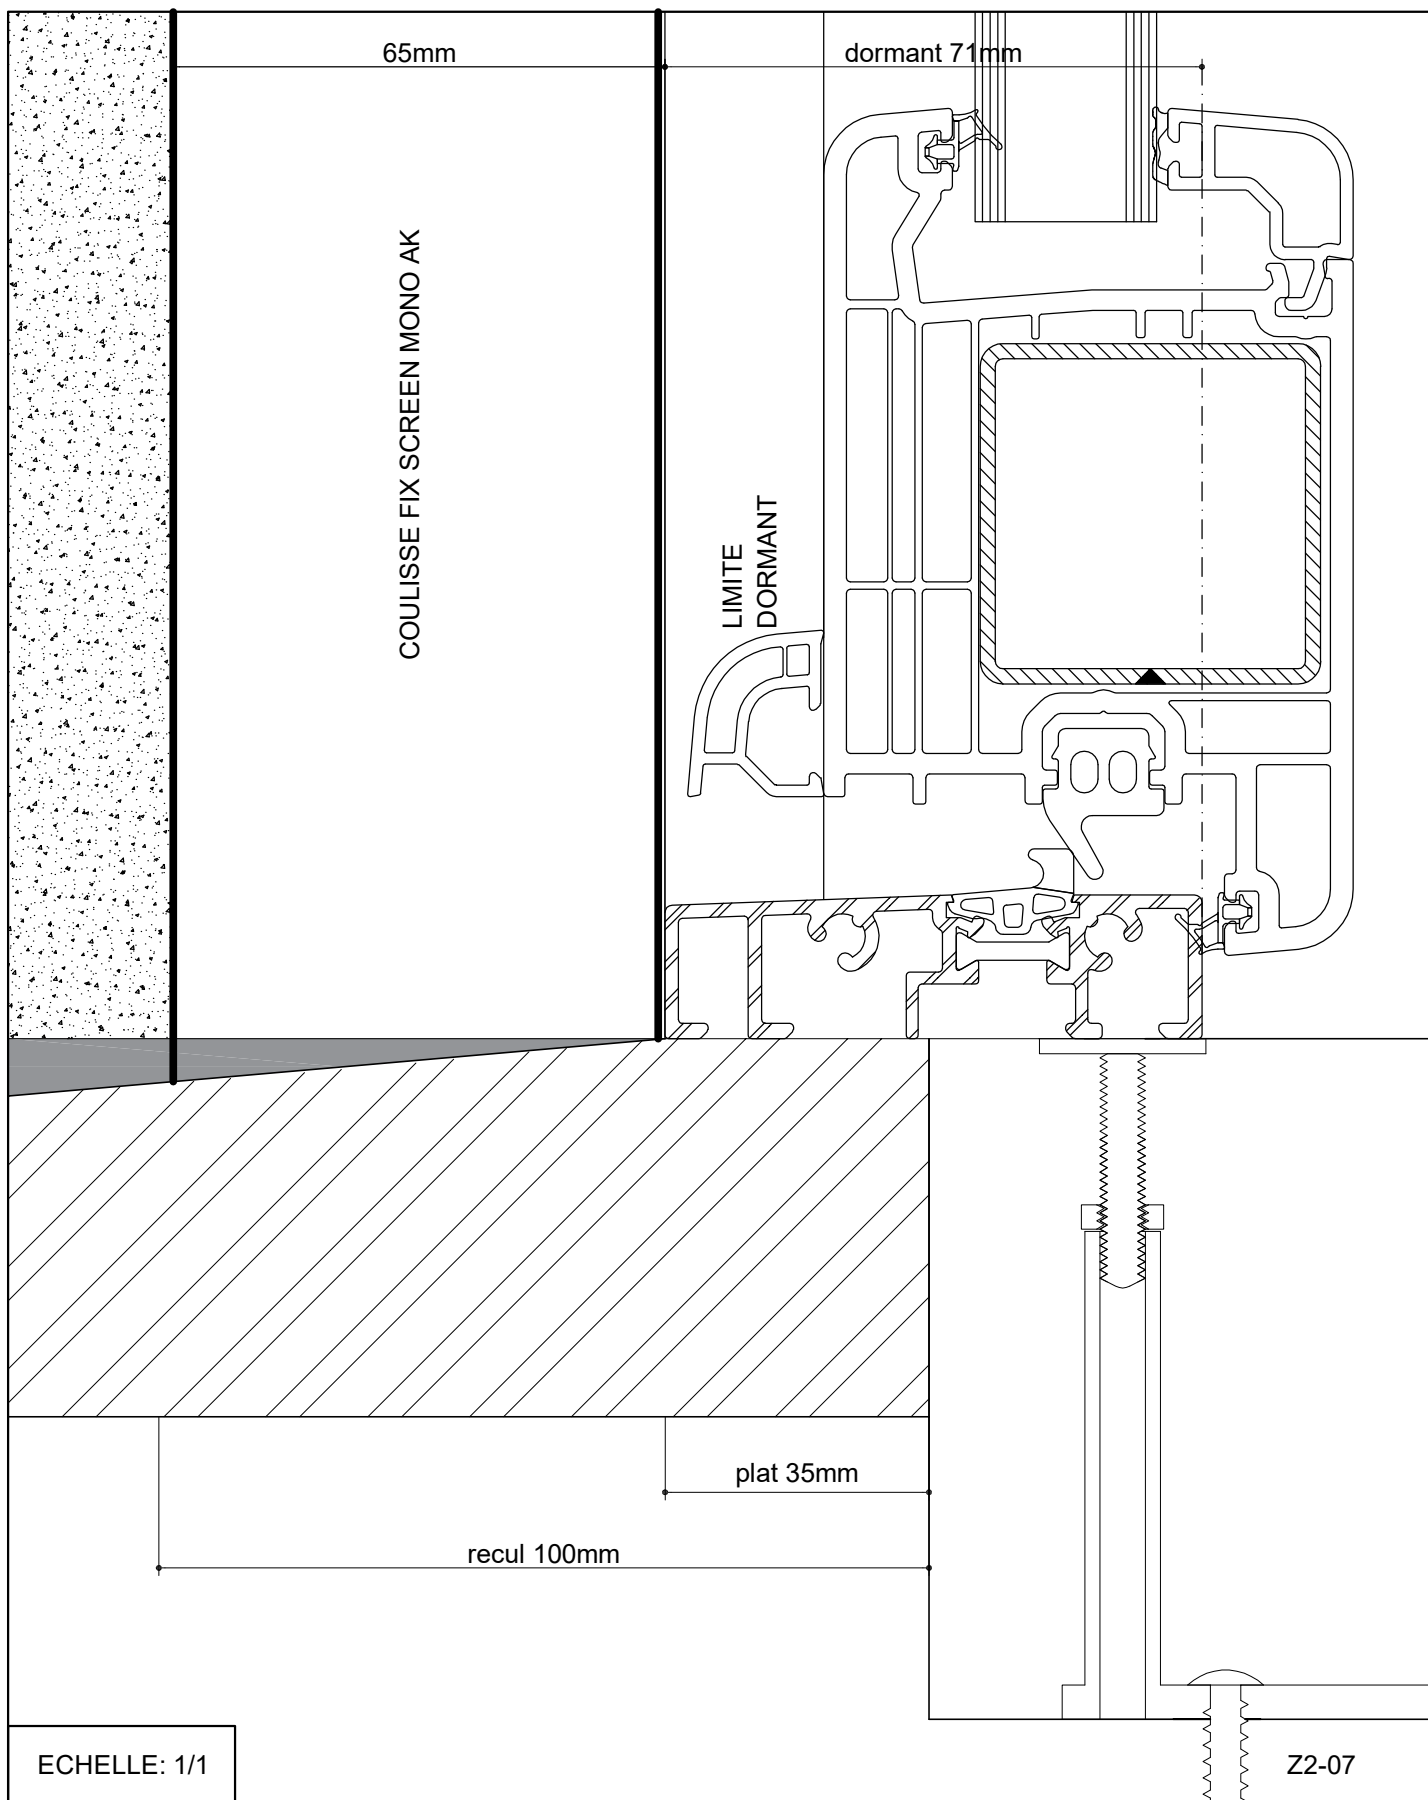 65mm
dormant 71mm
COULISSE FIX SCREEN MONO AK
LIMITE
DORMANT
plat 35mm
recul 100mm
ECHELLE: 1/1
Z2-07